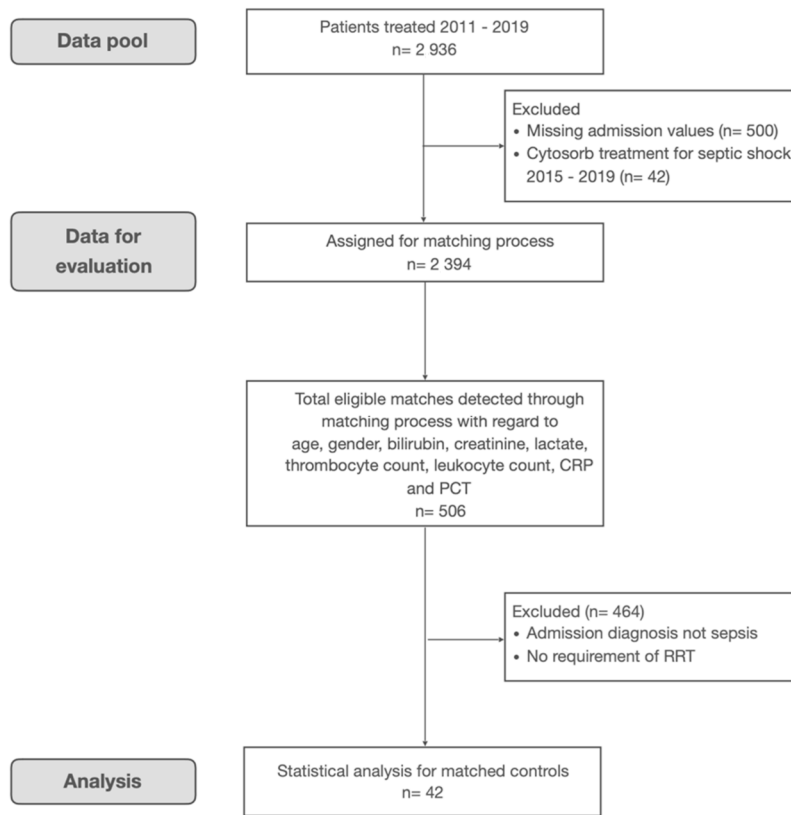 Data pool
Patients treated 2011 - 2019
n= 2 936
Excluded
• Missing admission values (n= 500)
• Cytosorb treatment for septic shock
2015 - 2019 (n= 42)
Data for
evaluation
Assigned for matching process
n= 2 394
Total eligible matches detected through
matching process with regard to
age, gender, bilirubin, creatinine, lactate,
thrombocyte count, leukocyte count, CRP
and PCT
n= 506
Excluded (n= 464)
• Admission diagnosis not sepsis
• No requirement of RRT
Analysis
Statistical analysis for matched controls
n= 42